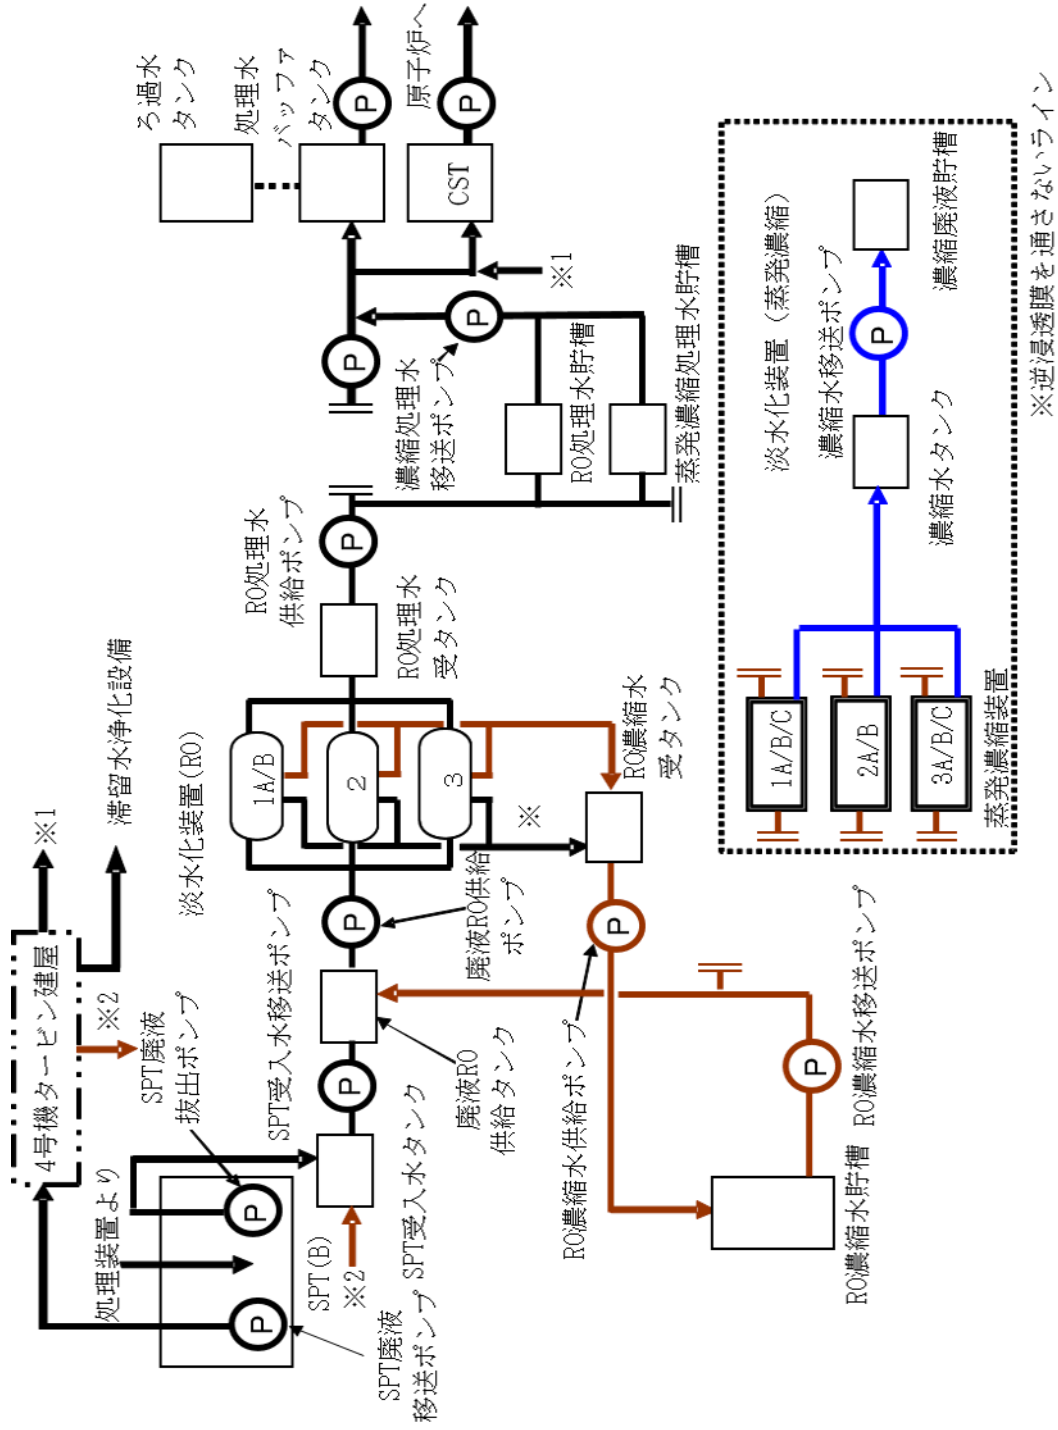 4号機タービン建屋
※1
滞留水浄化設備
※2
処理装置より
SPT廃液
抜出ポンプ
P
P
SPT(B)
※2
SPT廃液
移送ポンプ
SPT受入水タンク
P
SPT受入水移送ポンプ
廃液RO
供給タンク
P
廃液RO供給
ポンプ
淡水化装置(RO)
1A/B
2
3
※
RO濃縮水
受タンク
P
RO濃縮水供給ポンプ
RO濃縮水貯槽
P
RO濃縮水移送ポンプ
RO処理水
受タンク
P
RO処理水
供給ポンプ
RO処理水貯槽
蒸発濃縮処理水貯槽
P
濃縮処理水
移送ポンプ
P
※1
ろ過水
タンク
処理水
バッファ
タンク
P
CST
P
原子炉へ
淡水化装置（蒸発濃縮）
1A/B/C
2A/B
3A/B/C
蒸発濃縮装置
濃縮水タンク
P
濃縮水移送ポンプ
濃縮廃液貯槽
※逆浸透膜を通さないライン